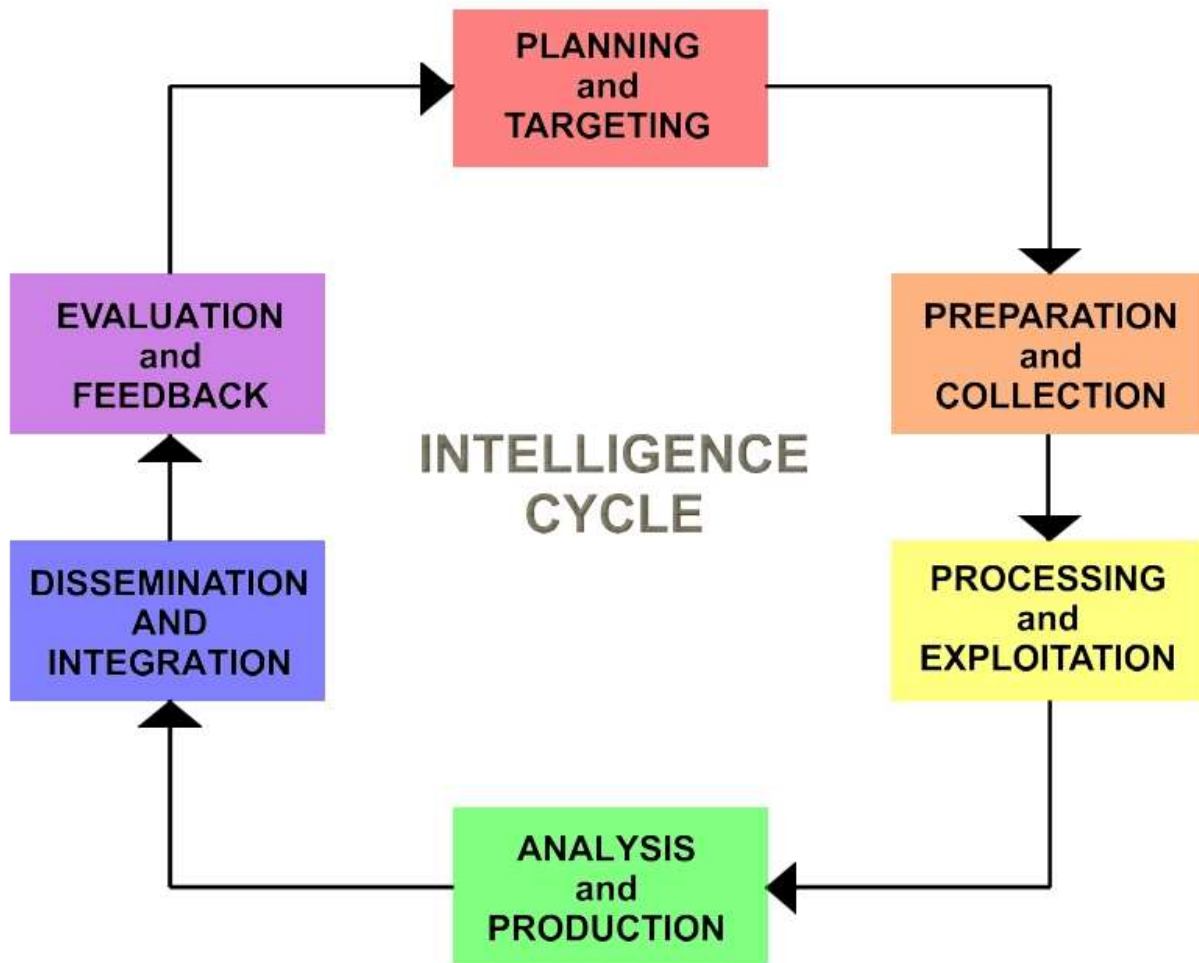 PLANNING
and
TARGETING
PREPARATION
and
COLLECTION
PROCESSING
and
EXPLOITATION
ANALYSIS
and
PRODUCTION
DISSEMINATION
AND
INTEGRATION
EVALUATION
and
FEEDBACK
INTELLIGENCE
CYCLE